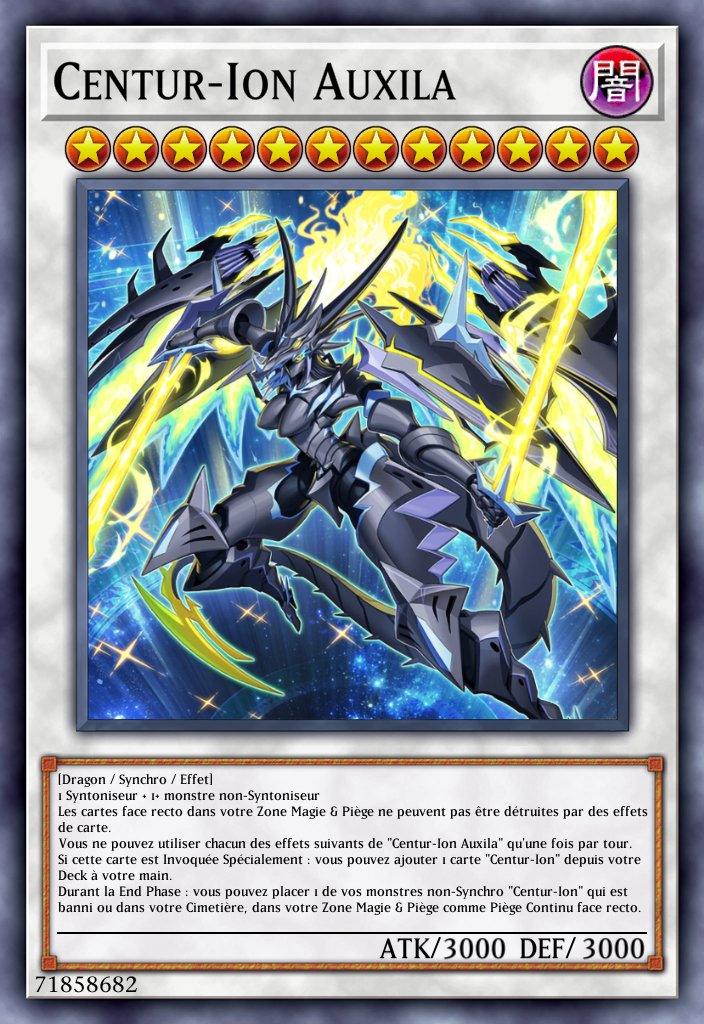 Centur-Ion Auxila
闇
[Dragon / Synchro / Effet]
1 Syntoniseur + 1+ monstre non-Syntoniseur
Les cartes face recto dans votre Zone Magie & Piège ne peuvent pas être détruites par des effets
de carte.
Vous ne pouvez utiliser chacun des effets suivants de "Centur-Ion Auxila" qu'une fois par tour.
Si cette carte est Invoquée Spécialement : vous pouvez ajouter 1 carte "Centur-Ion" depuis votre
Deck à votre main.
Durant la End Phase : vous pouvez placer 1 de vos monstres non-Synchro "Centur-Ion" qui est
banni ou dans votre Cimetière, dans votre Zone Magie & Piège comme Piège Continu face recto.
ATK/3000 DEF/ 3000
71858682